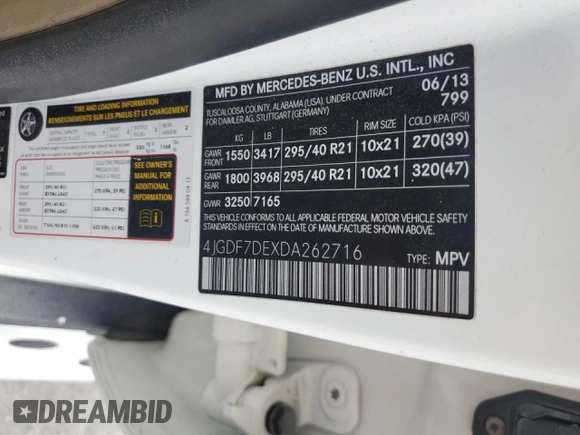 TIRE AND LOADING INFORMATION
RENSEIGNEMENTS SUR LES PNEUS ET LE CHARGEMENT
SEE OWNER'S
MANUAL FOR
ADDITIONAL
INFORMATION
MFD BY MERCEDES-BENZ U.S. INTL., INC
TUSCALOOSA COUNTY, ALABAMA (USA), UNDER CONTRACT
FOR DAIMLER AG, STUTTGART (GERMANY)
06/13
799
KG LB TIRES RIM SIZE COLD KPA (PSI)
GAWR FRONT 1550 3417 295/40 R21 10x21 270(39)
GAWR REAR 1800 3968 295/40 R21 10x21 320(47)
GVWR 3250 7165
THIS VEHICLE CONFORMS TO ALL APPLICABLE FEDERAL MOTOR VEHICLE SAFETY
STANDARDS IN EFFECT ON THE DATE OF MANUFACTURE SHOWN ABOVE.
4JGDF7DEXDA262716
TYPE: MPV
DREAMBID